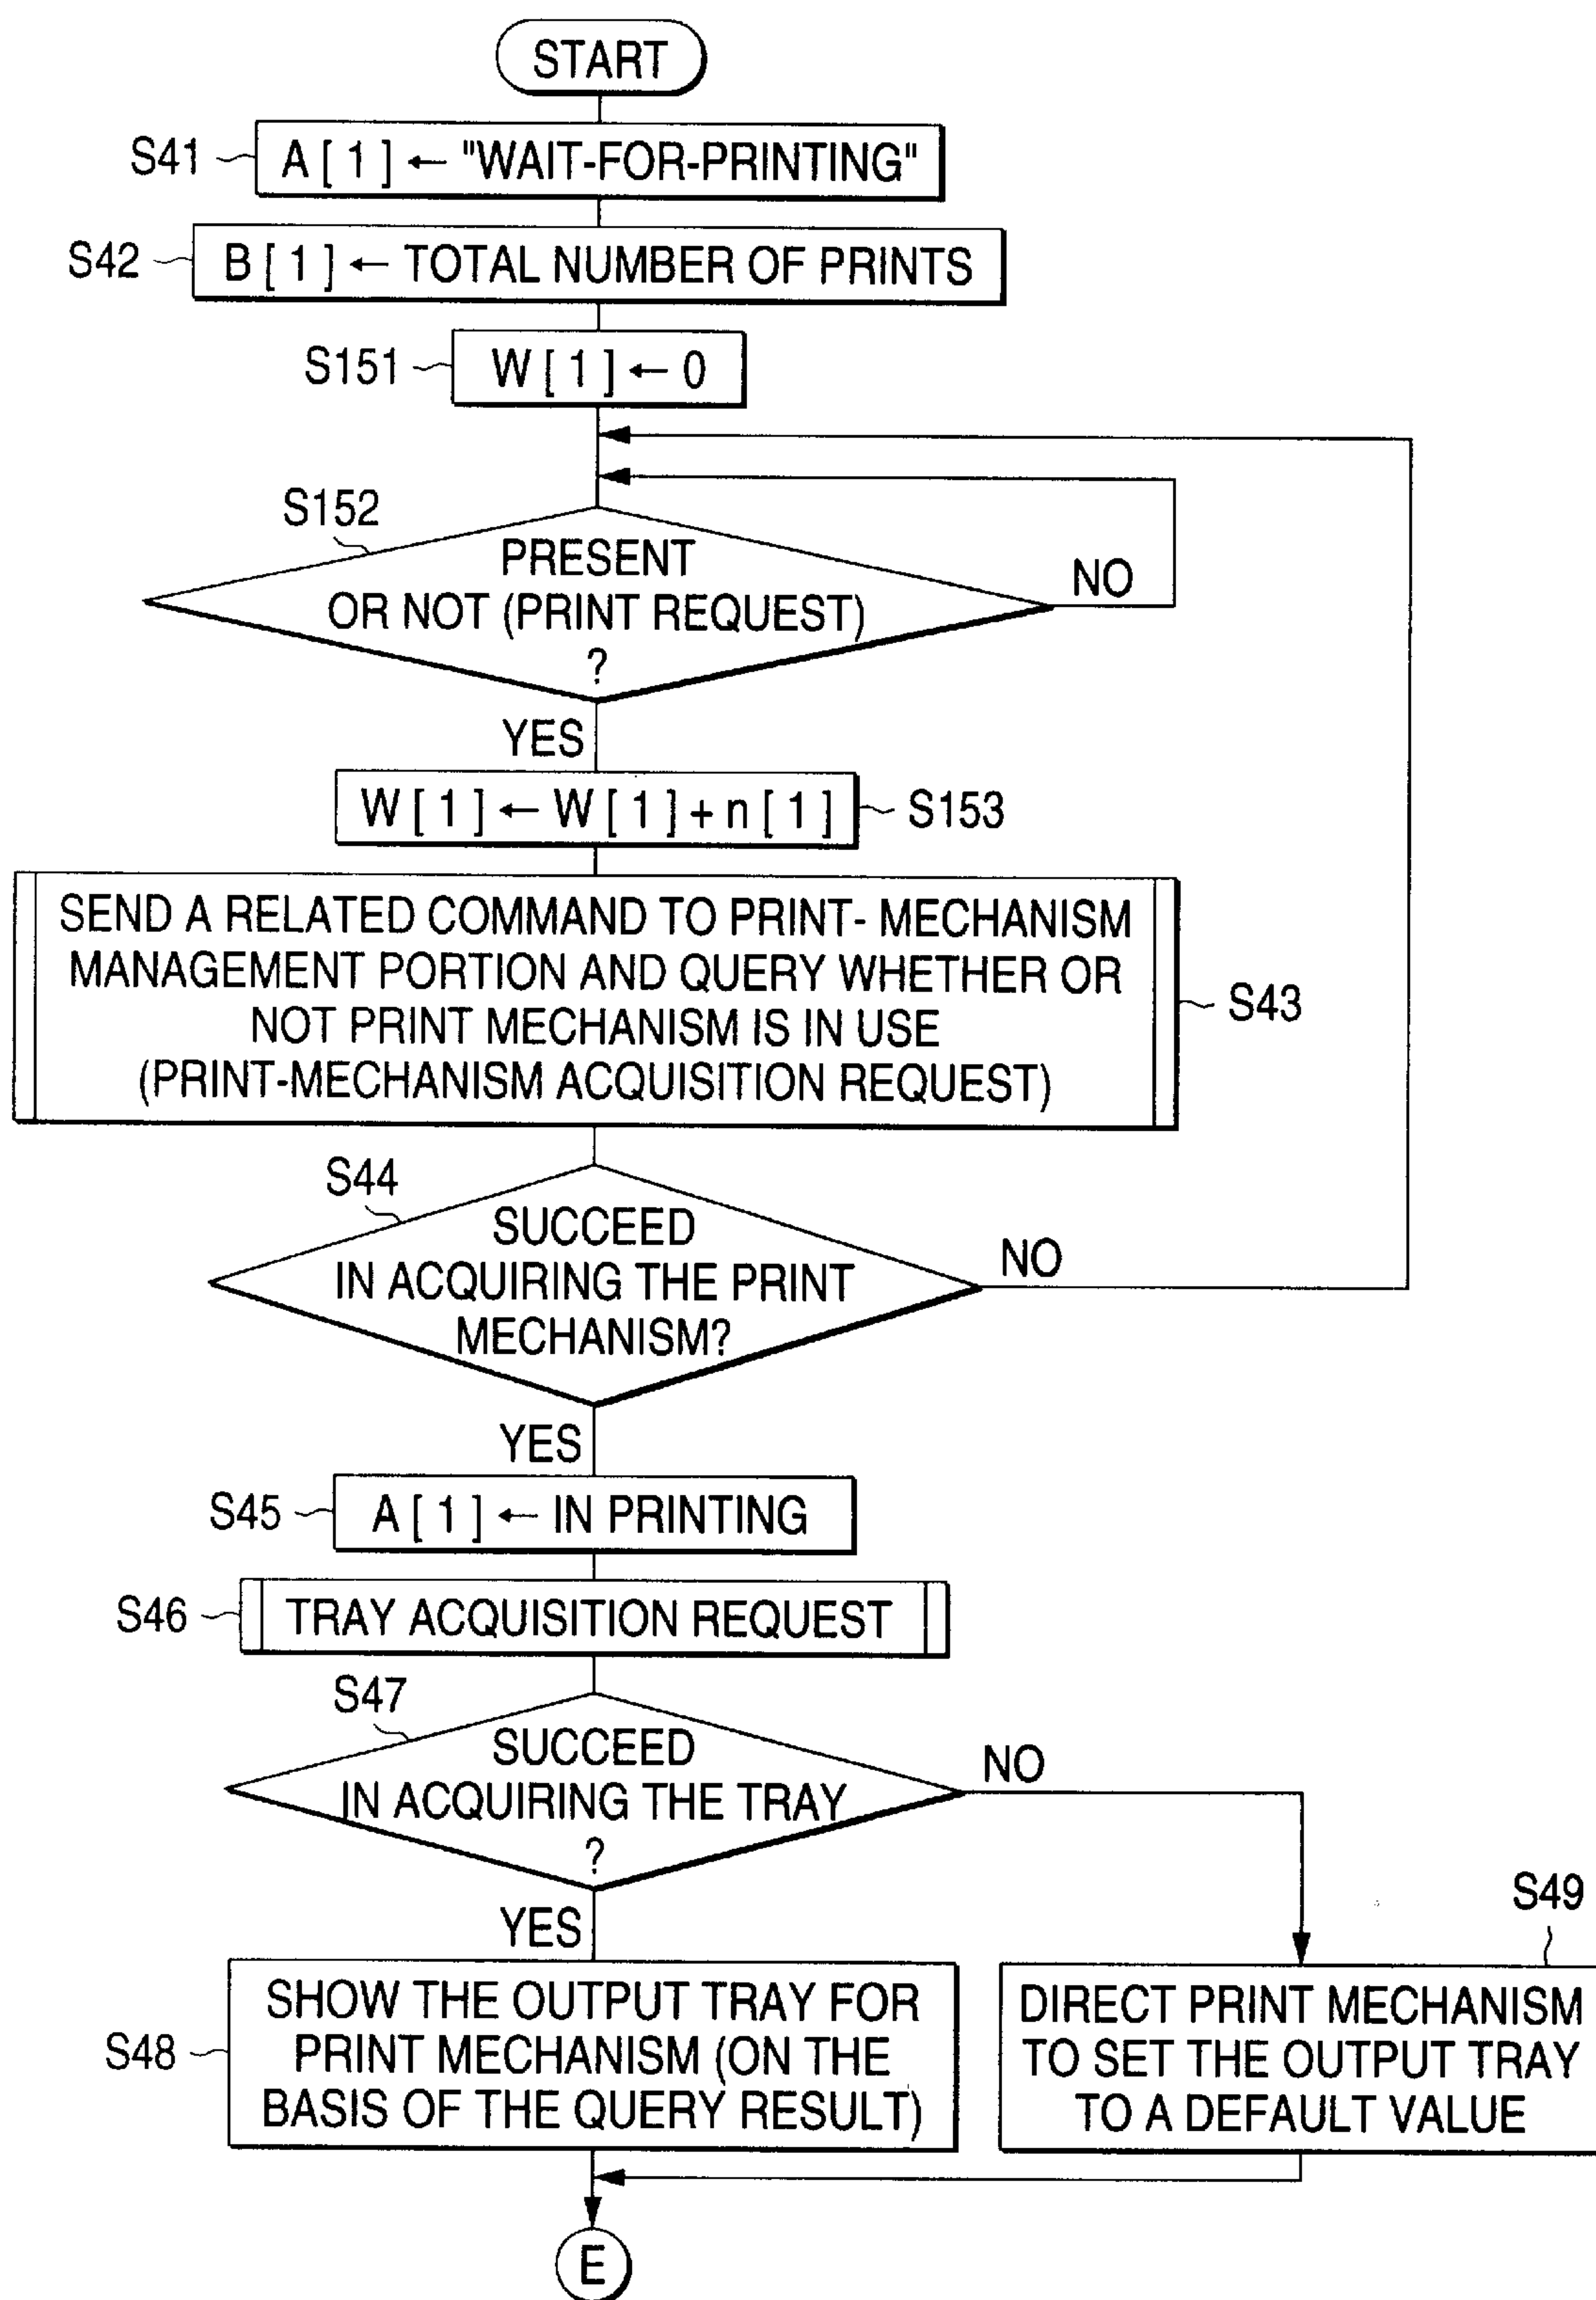 START
S41
A [ 1 ] ← "WAIT-FOR-PRINTING"
S42
B [ 1 ] ← TOTAL NUMBER OF PRINTS
S151
W [ 1 ] ← 0
S152
PRESENT
OR NOT (PRINT REQUEST)
?
NO
YES
W [ 1 ] ← W [ 1 ] + n [ 1 ]
S153
SEND A RELATED COMMAND TO PRINT- MECHANISM
MANAGEMENT PORTION AND QUERY WHETHER OR
NOT PRINT MECHANISM IS IN USE
(PRINT-MECHANISM ACQUISITION REQUEST)
S43
S44
SUCCEED
IN ACQUIRING THE PRINT
MECHANISM?
NO
YES
S45
A [ 1 ] ← IN PRINTING
S46
TRAY ACQUISITION REQUEST
S47
SUCCEED
IN ACQUIRING THE TRAY
?
NO
YES
S48
SHOW THE OUTPUT TRAY FOR
PRINT MECHANISM (ON THE
BASIS OF THE QUERY RESULT)
S49
DIRECT PRINT MECHANISM
TO SET THE OUTPUT TRAY
TO A DEFAULT VALUE
E